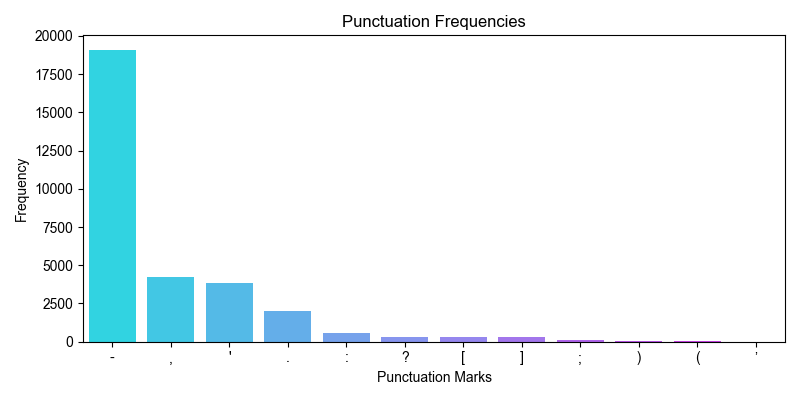 Punctuation Frequencies
Frequency
20000
17500
15000
12500
10000
7500
5000
2500
0
- , ' . : ? [ ] ; ) ( ’
Punctuation Marks